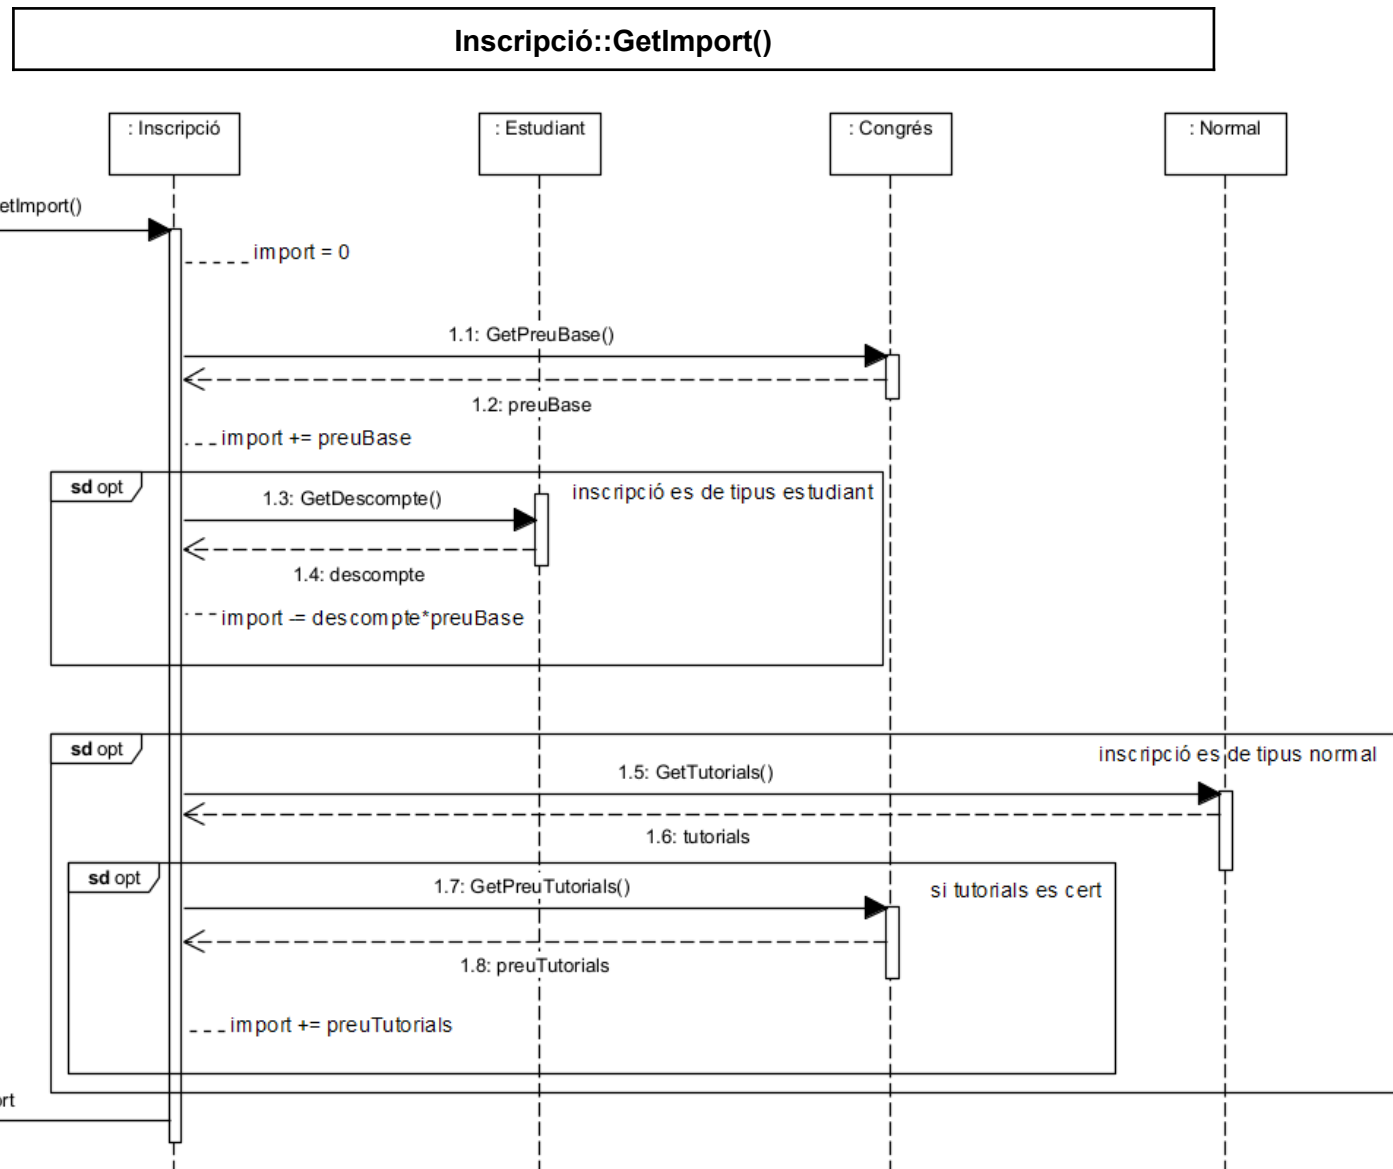 Inscripció::GetImport()
: Inscripció
: Estudiant
: Congrés
: Normal
etImport()
import = 0
1.1: GetPreuBase()
1.2: preuBase
import += preuBase
sd opt
1.3: GetDescompte()
inscripció es de tipus estudiant
1.4: descompte
import -= descompte*preuBase
sd opt
inscripció es de tipus normal
1.5: GetTutorials()
1.6: tutorials
sd opt
1.7: GetPreuTutorials()
si tutorials es cert
1.8: preuTutorials
import += preuTutorials
ort